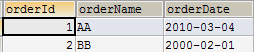 orderId orderName orderDate
1 AA 2010-03-04
2 BB 2000-02-01